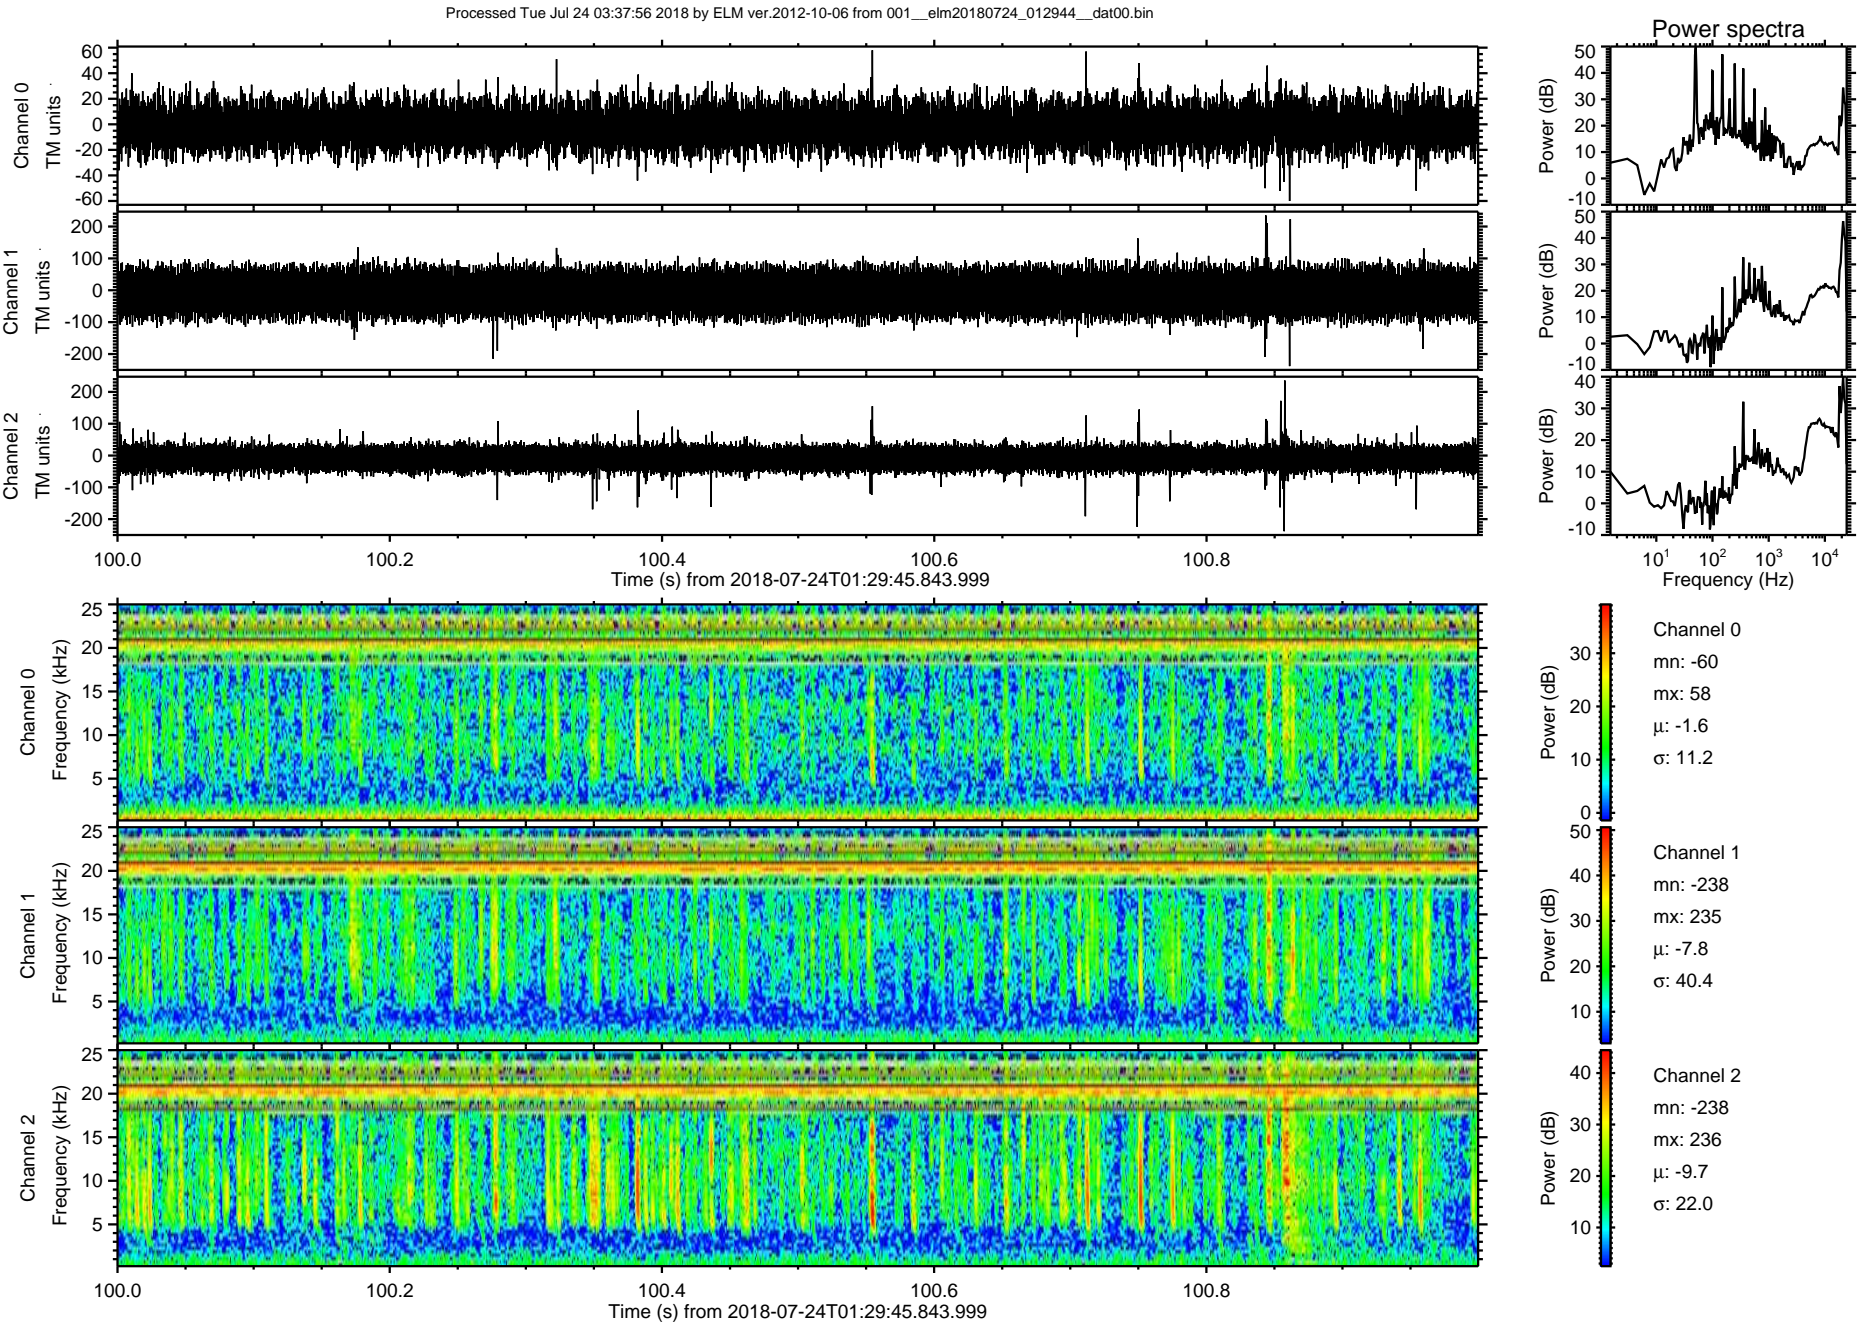 Processed Tue Jul 24 03:37:56 2018 by ELM ver.2012-10-06 from 001__elm20180724_012944__dat00.bin
Power spectra
Channel 0
TM units
60
40
20
0
-20
-40
-60
Power (dB)
50
40
30
20
10
0
-10
Channel 1
TM units
200
100
0
-100
-200
Power (dB)
50
40
30
20
10
0
-10
Channel 2
TM units
200
100
0
-100
-200
Power (dB)
40
30
20
10
0
-10
100.0 100.2 100.4 100.6 100.8
Time (s) from 2018-07-24T01:29:45.843.999
10^1 10^2 10^3 10^4
Frequency (Hz)
Channel 0
Frequency (kHz)
25
20
15
10
5
Power (dB)
30
20
10
0
Channel 0
mn: -60
mx: 58
μ: -1.6
σ: 11.2
Channel 1
Frequency (kHz)
25
20
15
10
5
Power (dB)
50
40
30
20
10
Channel 1
mn: -238
mx: 235
μ: -7.8
σ: 40.4
Channel 2
Frequency (kHz)
25
20
15
10
5
Power (dB)
40
30
20
10
Channel 2
mn: -238
mx: 236
μ: -9.7
σ: 22.0
100.0 100.2 100.4 100.6 100.8
Time (s) from 2018-07-24T01:29:45.843.999